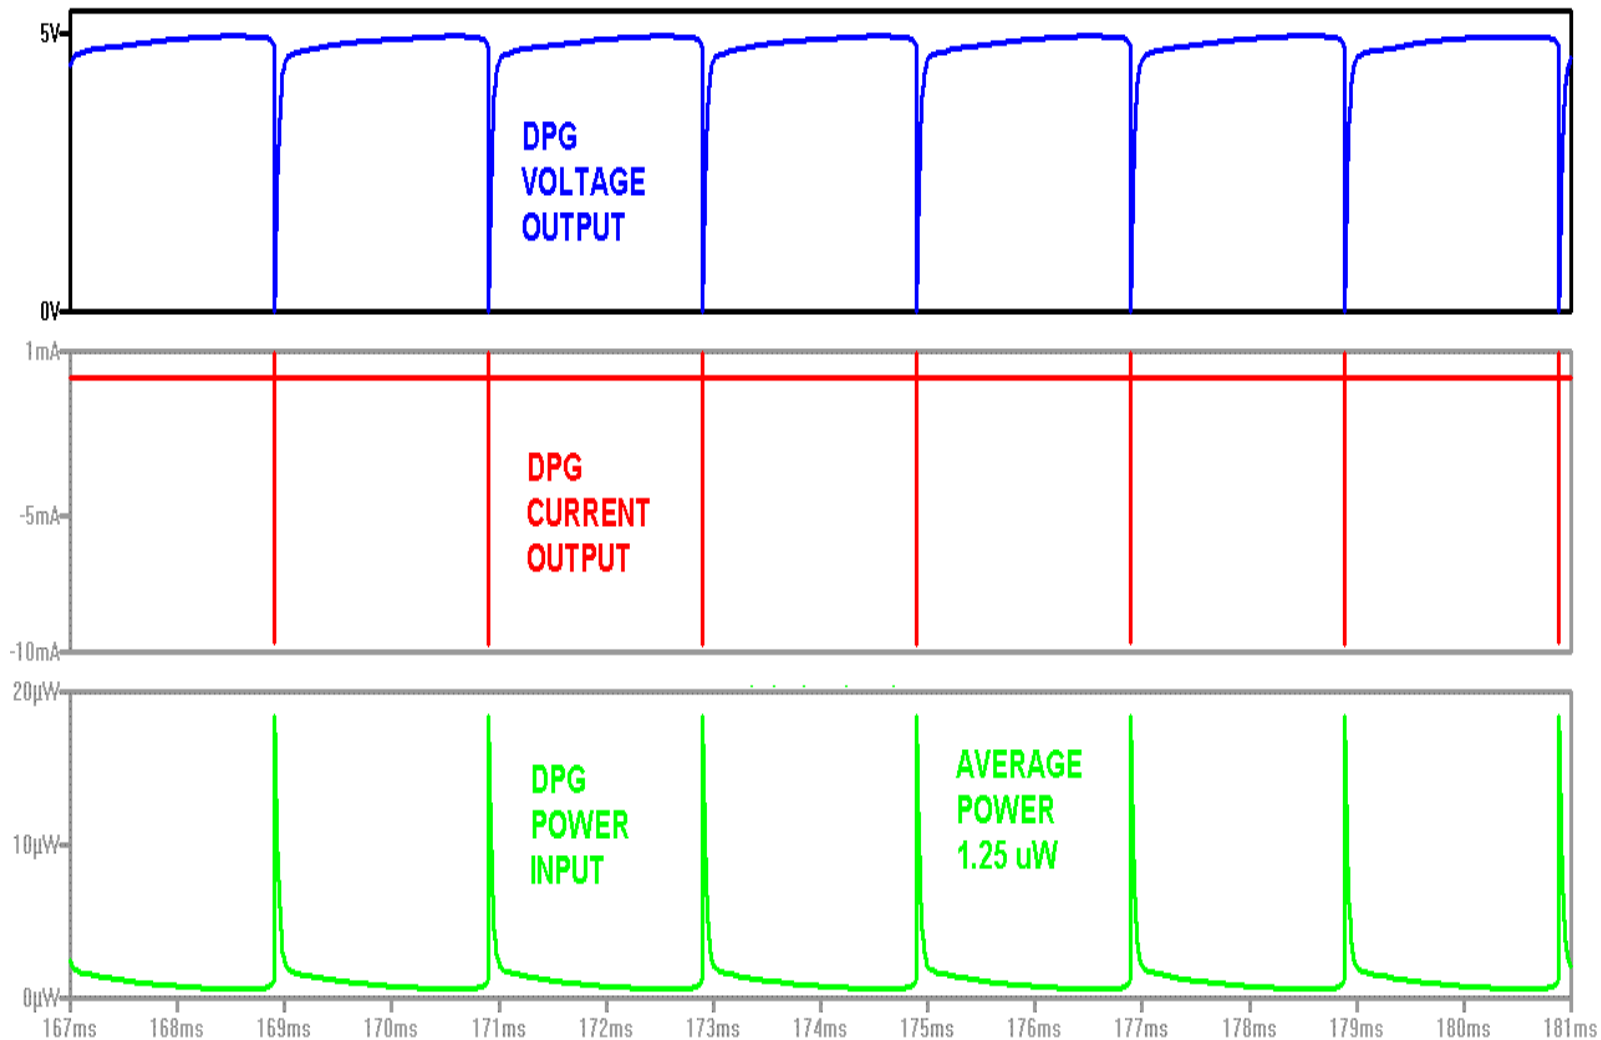 5V
DPG
VOLTAGE
OUTPUT
0V
1mA
DPG
CURRENT
OUTPUT
-5mA
-10mA
20µW
DPG
POWER
INPUT
AVERAGE
POWER
1.25 uW
10µW
0µW
167ms 168ms 169ms 170ms 171ms 172ms 173ms 174ms 175ms 176ms 177ms 178ms 179ms 180ms 181ms